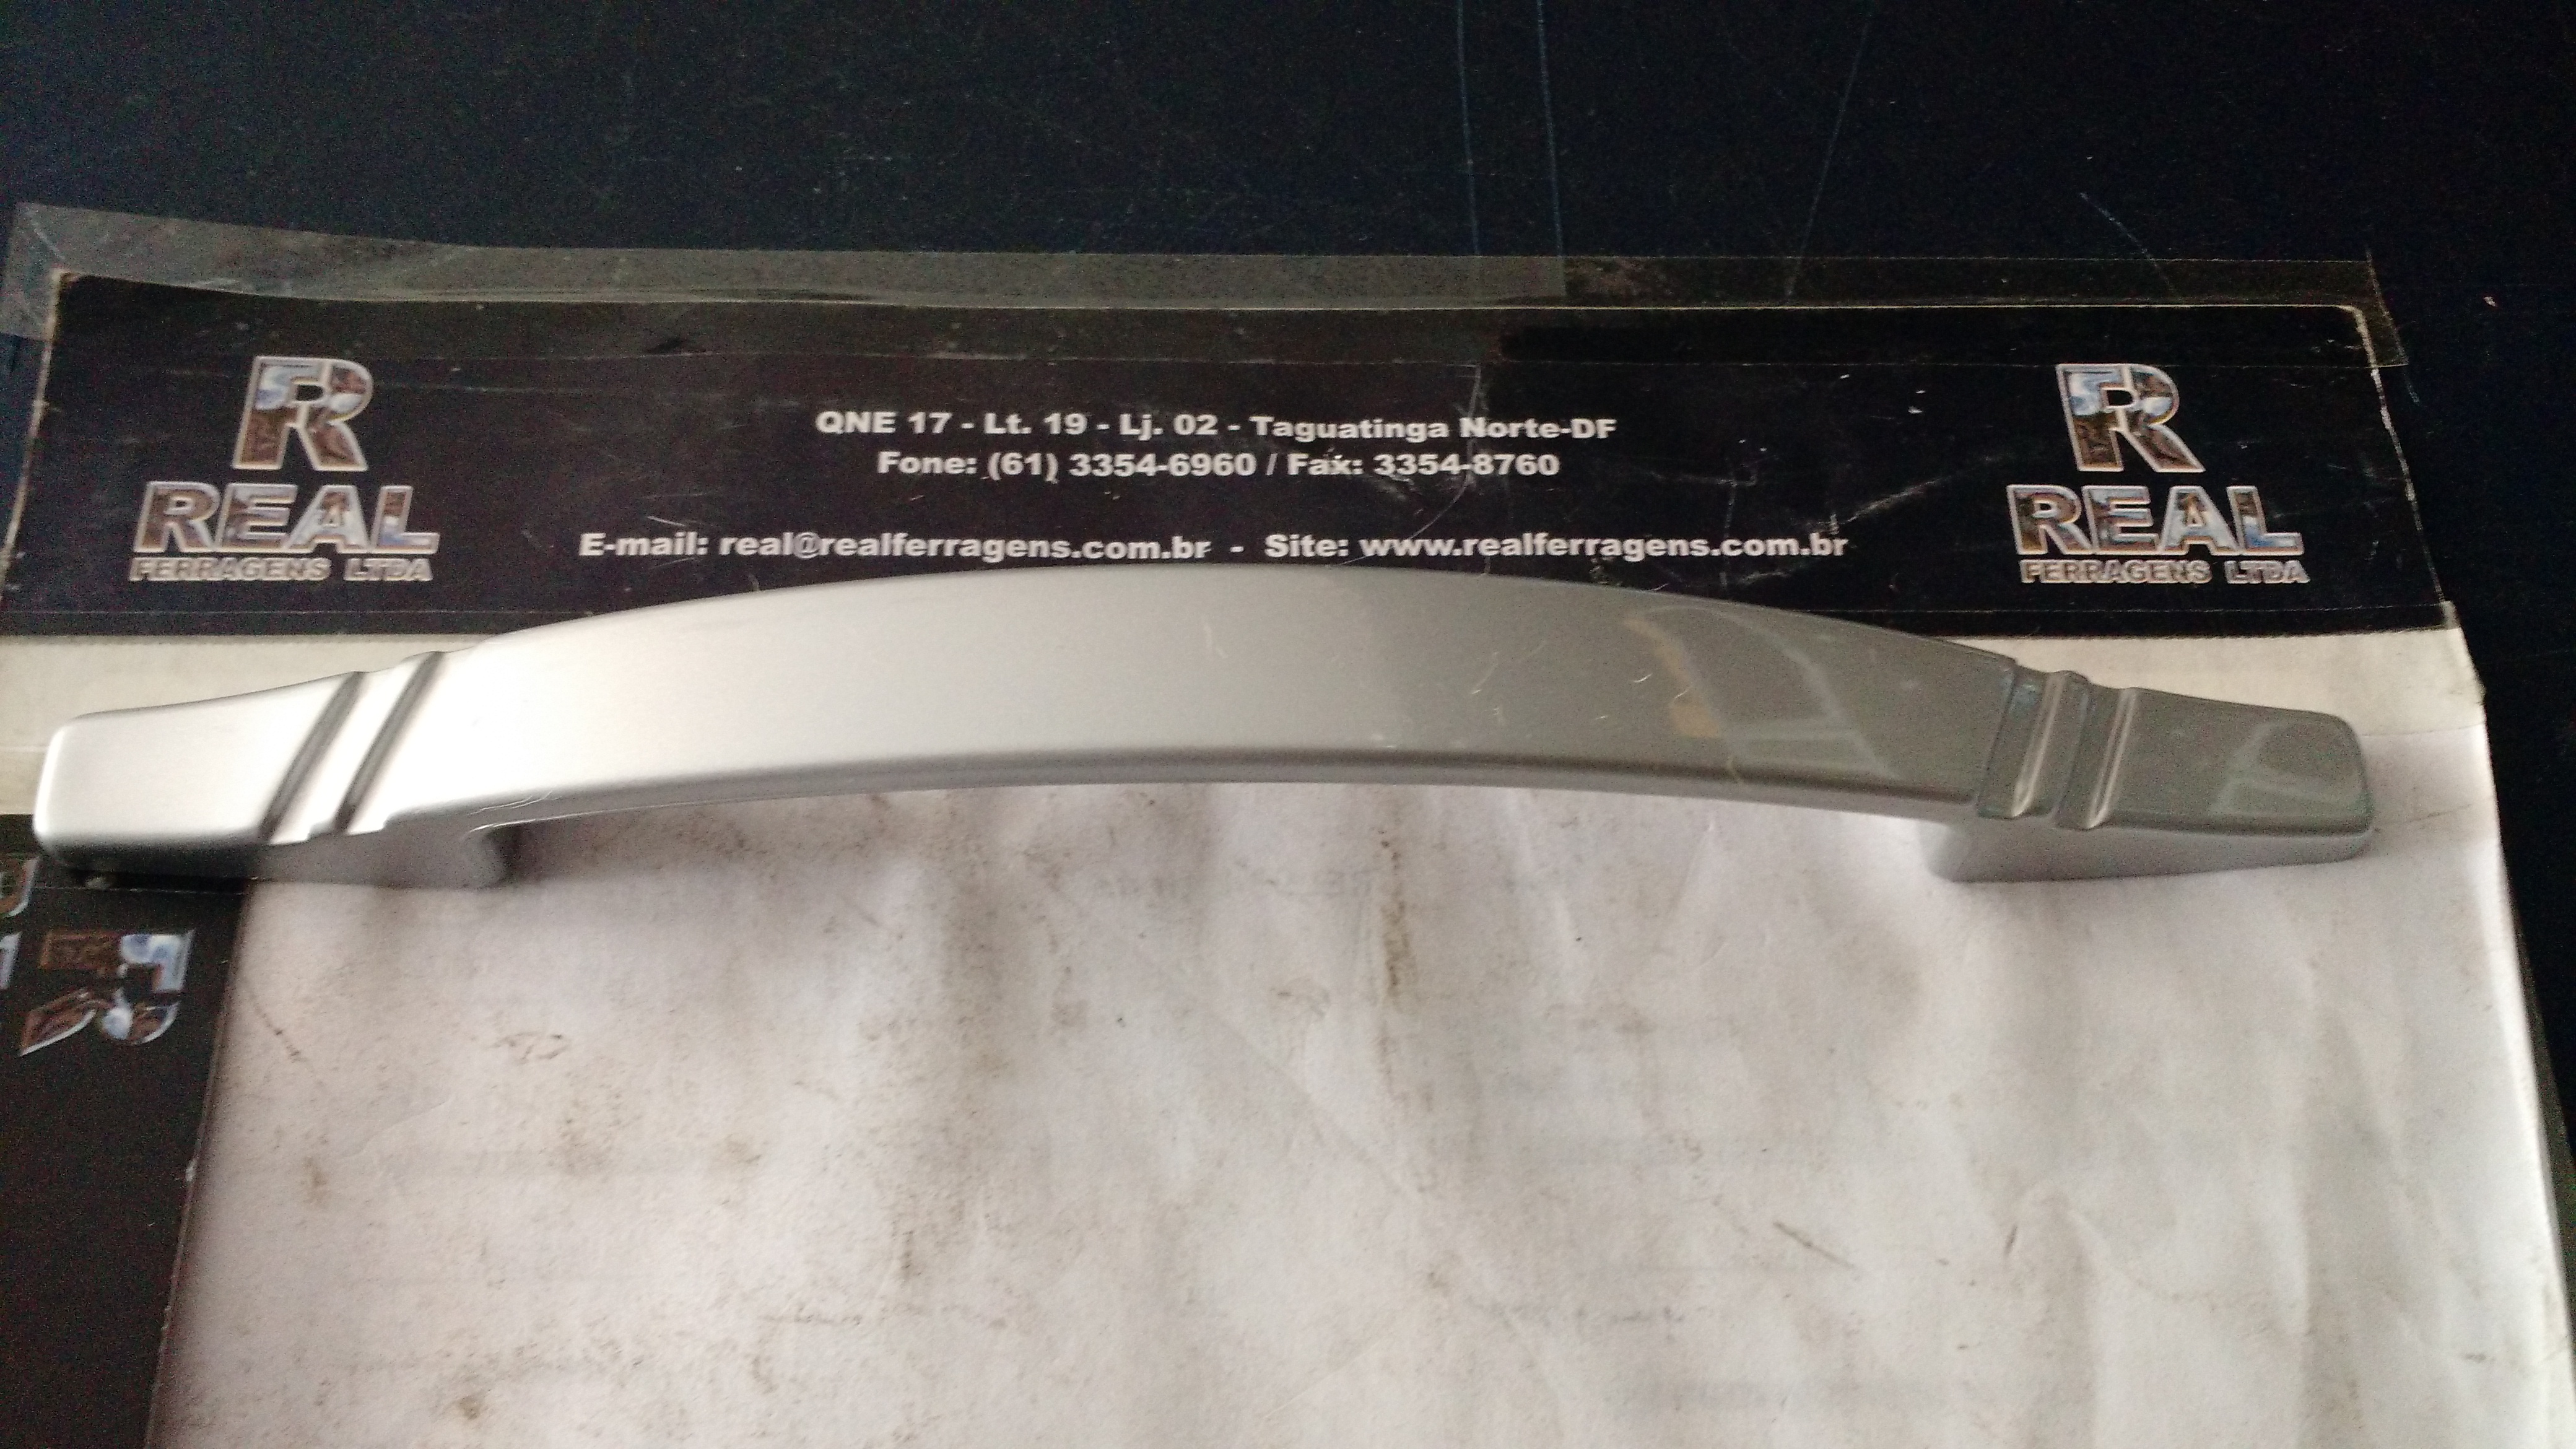 R
REAL
FERRAGENS LTDA
QNE 17 - Lt. 19 - Lj. 02 - Taguatinga Norte-DF
Fone: (61) 3354-6960 / Fax: 3354-8760
E-mail: real@realferragens.com.br - Site: www.realferragens.com.br
R
REAL
FERRAGENS LTDA
R